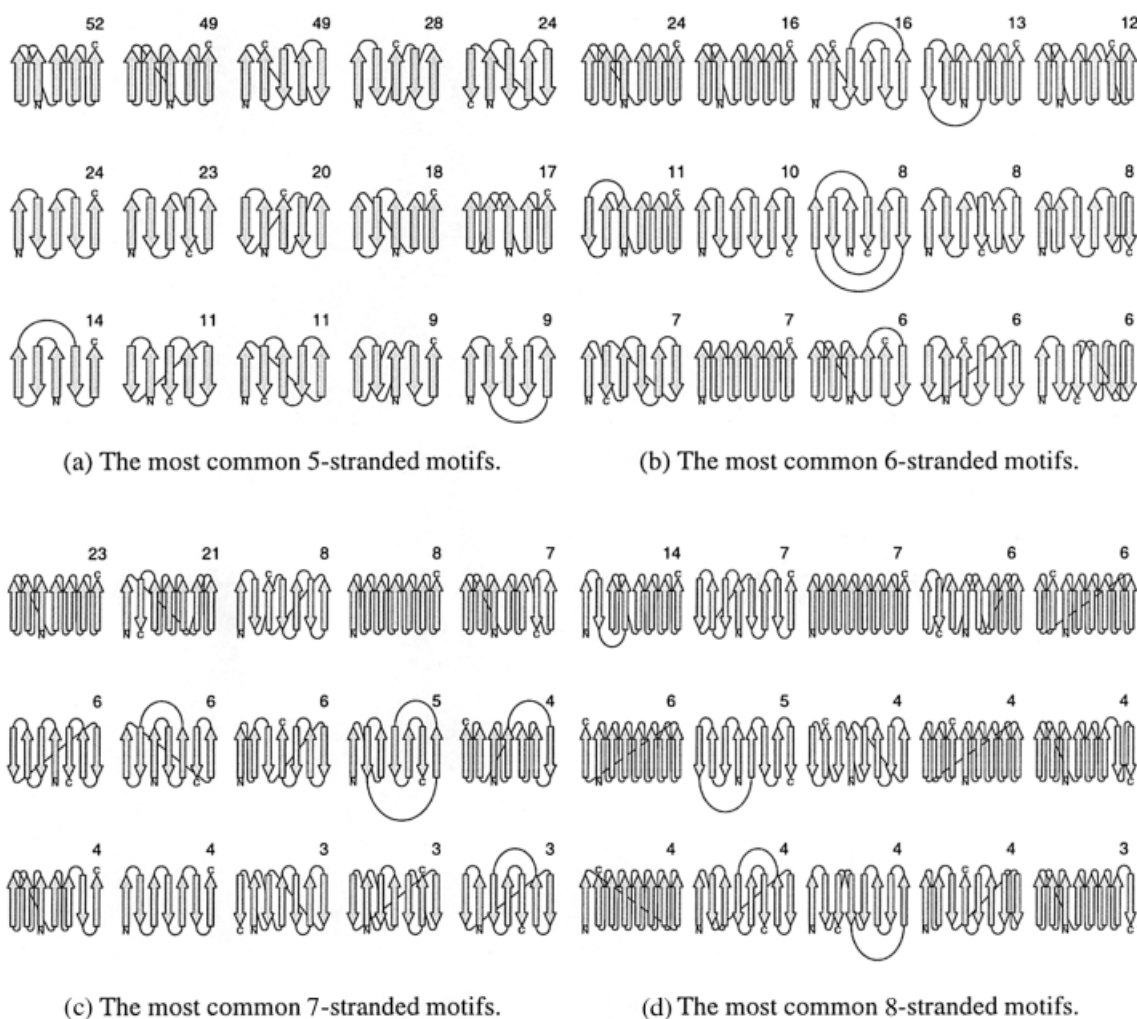 52 49 49 28 24 24 16 16 13 12
24 23 20 18 17 11 10 8 8 8
14 11 11 9 9 7 7 6 6 6
(a) The most common 5-stranded motifs. (b) The most common 6-stranded motifs.
23 21 8 8 7 14 7 7 6 6
6 6 6 5 4 6 5 4 4 4
4 4 3 3 3 4 4 4 4 3
(c) The most common 7-stranded motifs. (d) The most common 8-stranded motifs.